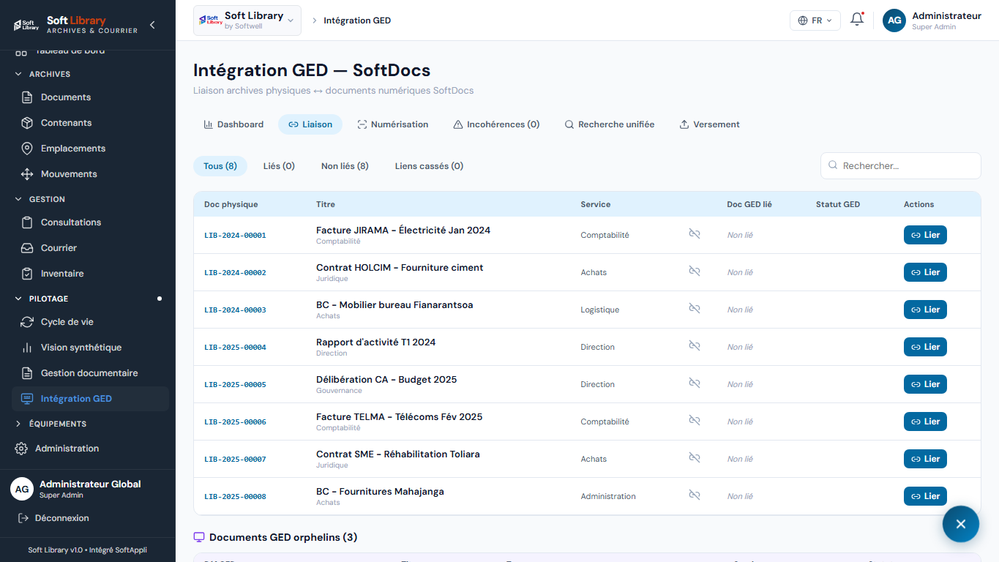 Soft Library
Soft Library
ARCHIVES & COURRIER
Tableau de bord
ARCHIVES
Documents
Contenants
Emplacements
Mouvements
GESTION
Consultations
Courrier
Inventaire
PILOTAGE
Cycle de vie
Vision synthétique
Gestion documentaire
Intégration GED
ÉQUIPEMENTS
Administration
AG
Administrateur Global
Super Admin
Déconnexion
Soft Library v1.0 • Intégré SoftAppli
Soft Library
Soft Library
by Softwell
Intégration GED
FR
AG
Administrateur
Super Admin
Intégration GED — SoftDocs
Liaison archives physiques ↔ documents numériques SoftDocs
Dashboard Liaison Numérisation Incohérences (0) Recherche unifiée Versement
Tous (8) Liés (0) Non liés (8) Liens cassés (0) Rechercher...
Doc physique Titre Service Doc GED lié Statut GED Actions
LIB-2024-00001 Facture JIRAMA - Électricité Jan 2024 Comptabilité Non lié Lier
Comptabilité
LIB-2024-00002 Contrat HOLCIM - Fourniture ciment Achats Non lié Lier
Juridique
LIB-2024-00003 BC - Mobilier bureau Fianarantsoa Logistique Non lié Lier
Achats
LIB-2025-00004 Rapport d'activité T1 2024 Direction Non lié Lier
Direction
LIB-2025-00005 Délibération CA - Budget 2025 Direction Non lié Lier
Gouvernance
LIB-2025-00006 Facture TELMA - Télécoms Fév 2025 Comptabilité Non lié Lier
Comptabilité
LIB-2025-00007 Contrat SME - Réhabilitation Toliara Achats Non lié Lier
Juridique
LIB-2025-00008 BC - Fournitures Mahajanga Administration Non lié Lier
Achats
Documents GED orphelins (3)